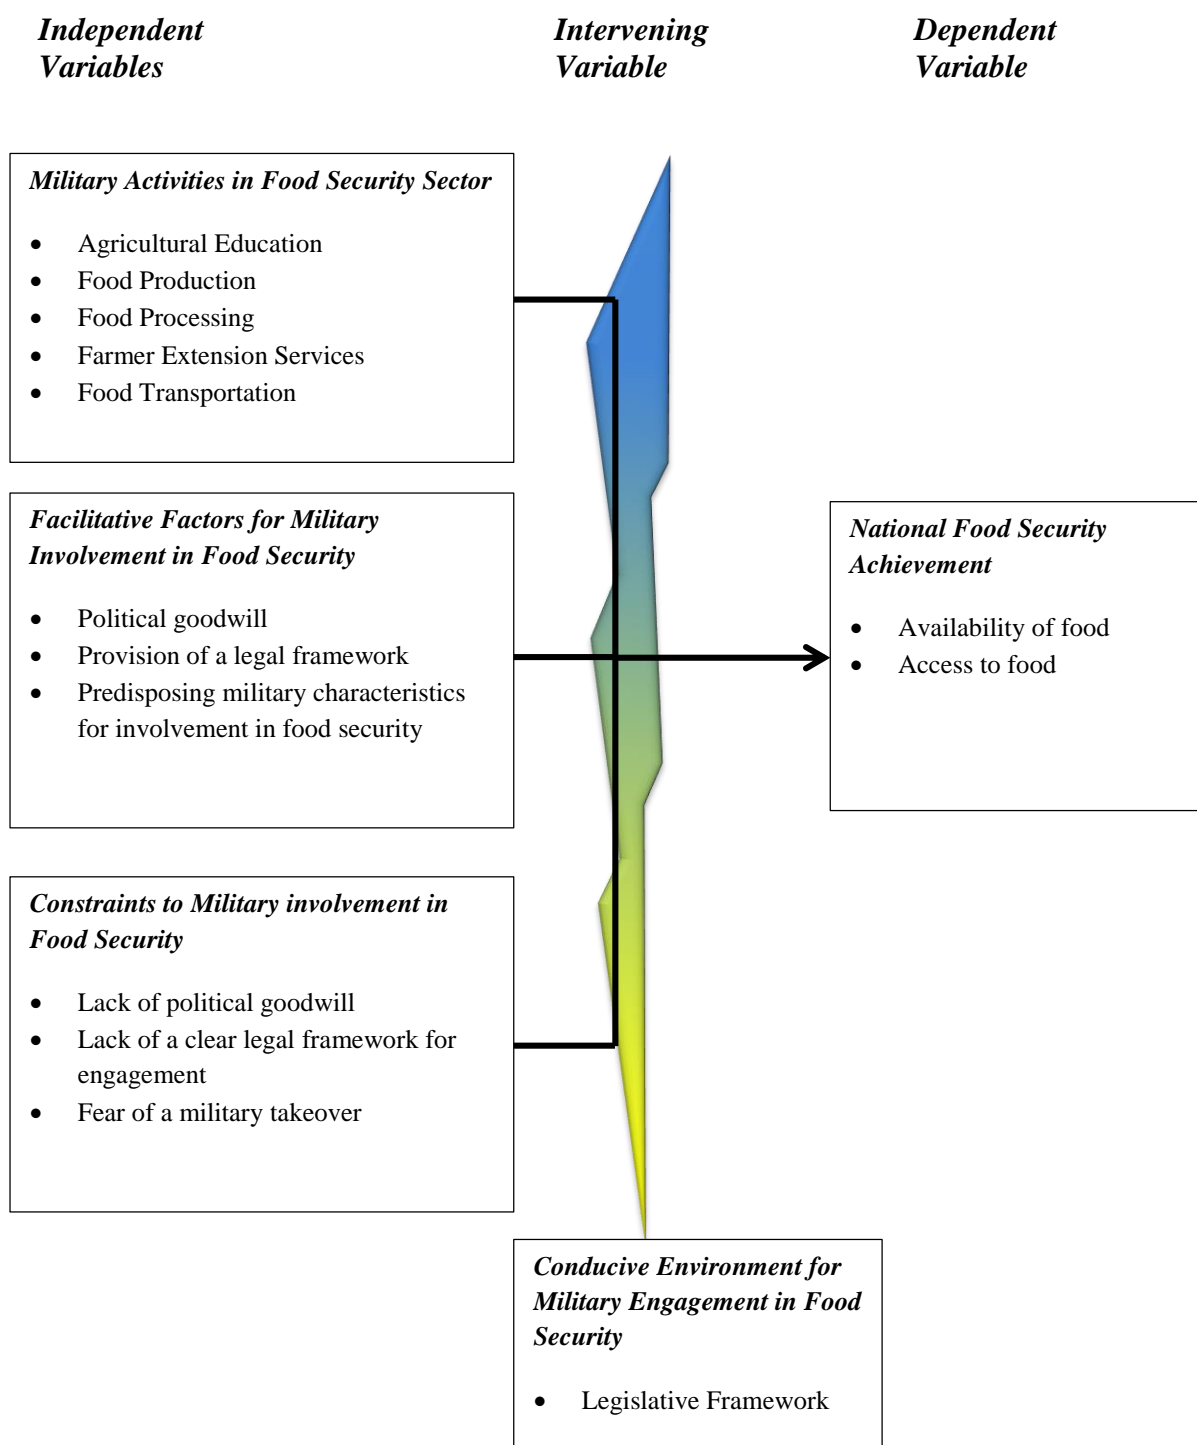 Independent
Variables
Intervening
Variable
Dependent
Variable
Military Activities in Food Security Sector
• Agricultural Education
• Food Production
• Food Processing
• Farmer Extension Services
• Food Transportation
Facilitative Factors for Military
Involvement in Food Security
• Political goodwill
• Provision of a legal framework
• Predisposing military characteristics
for involvement in food security
National Food Security
Achievement
• Availability of food
• Access to food
Constraints to Military involvement in
Food Security
• Lack of political goodwill
• Lack of a clear legal framework for
engagement
• Fear of a military takeover
Conducive Environment for
Military Engagement in Food
Security
• Legislative Framework